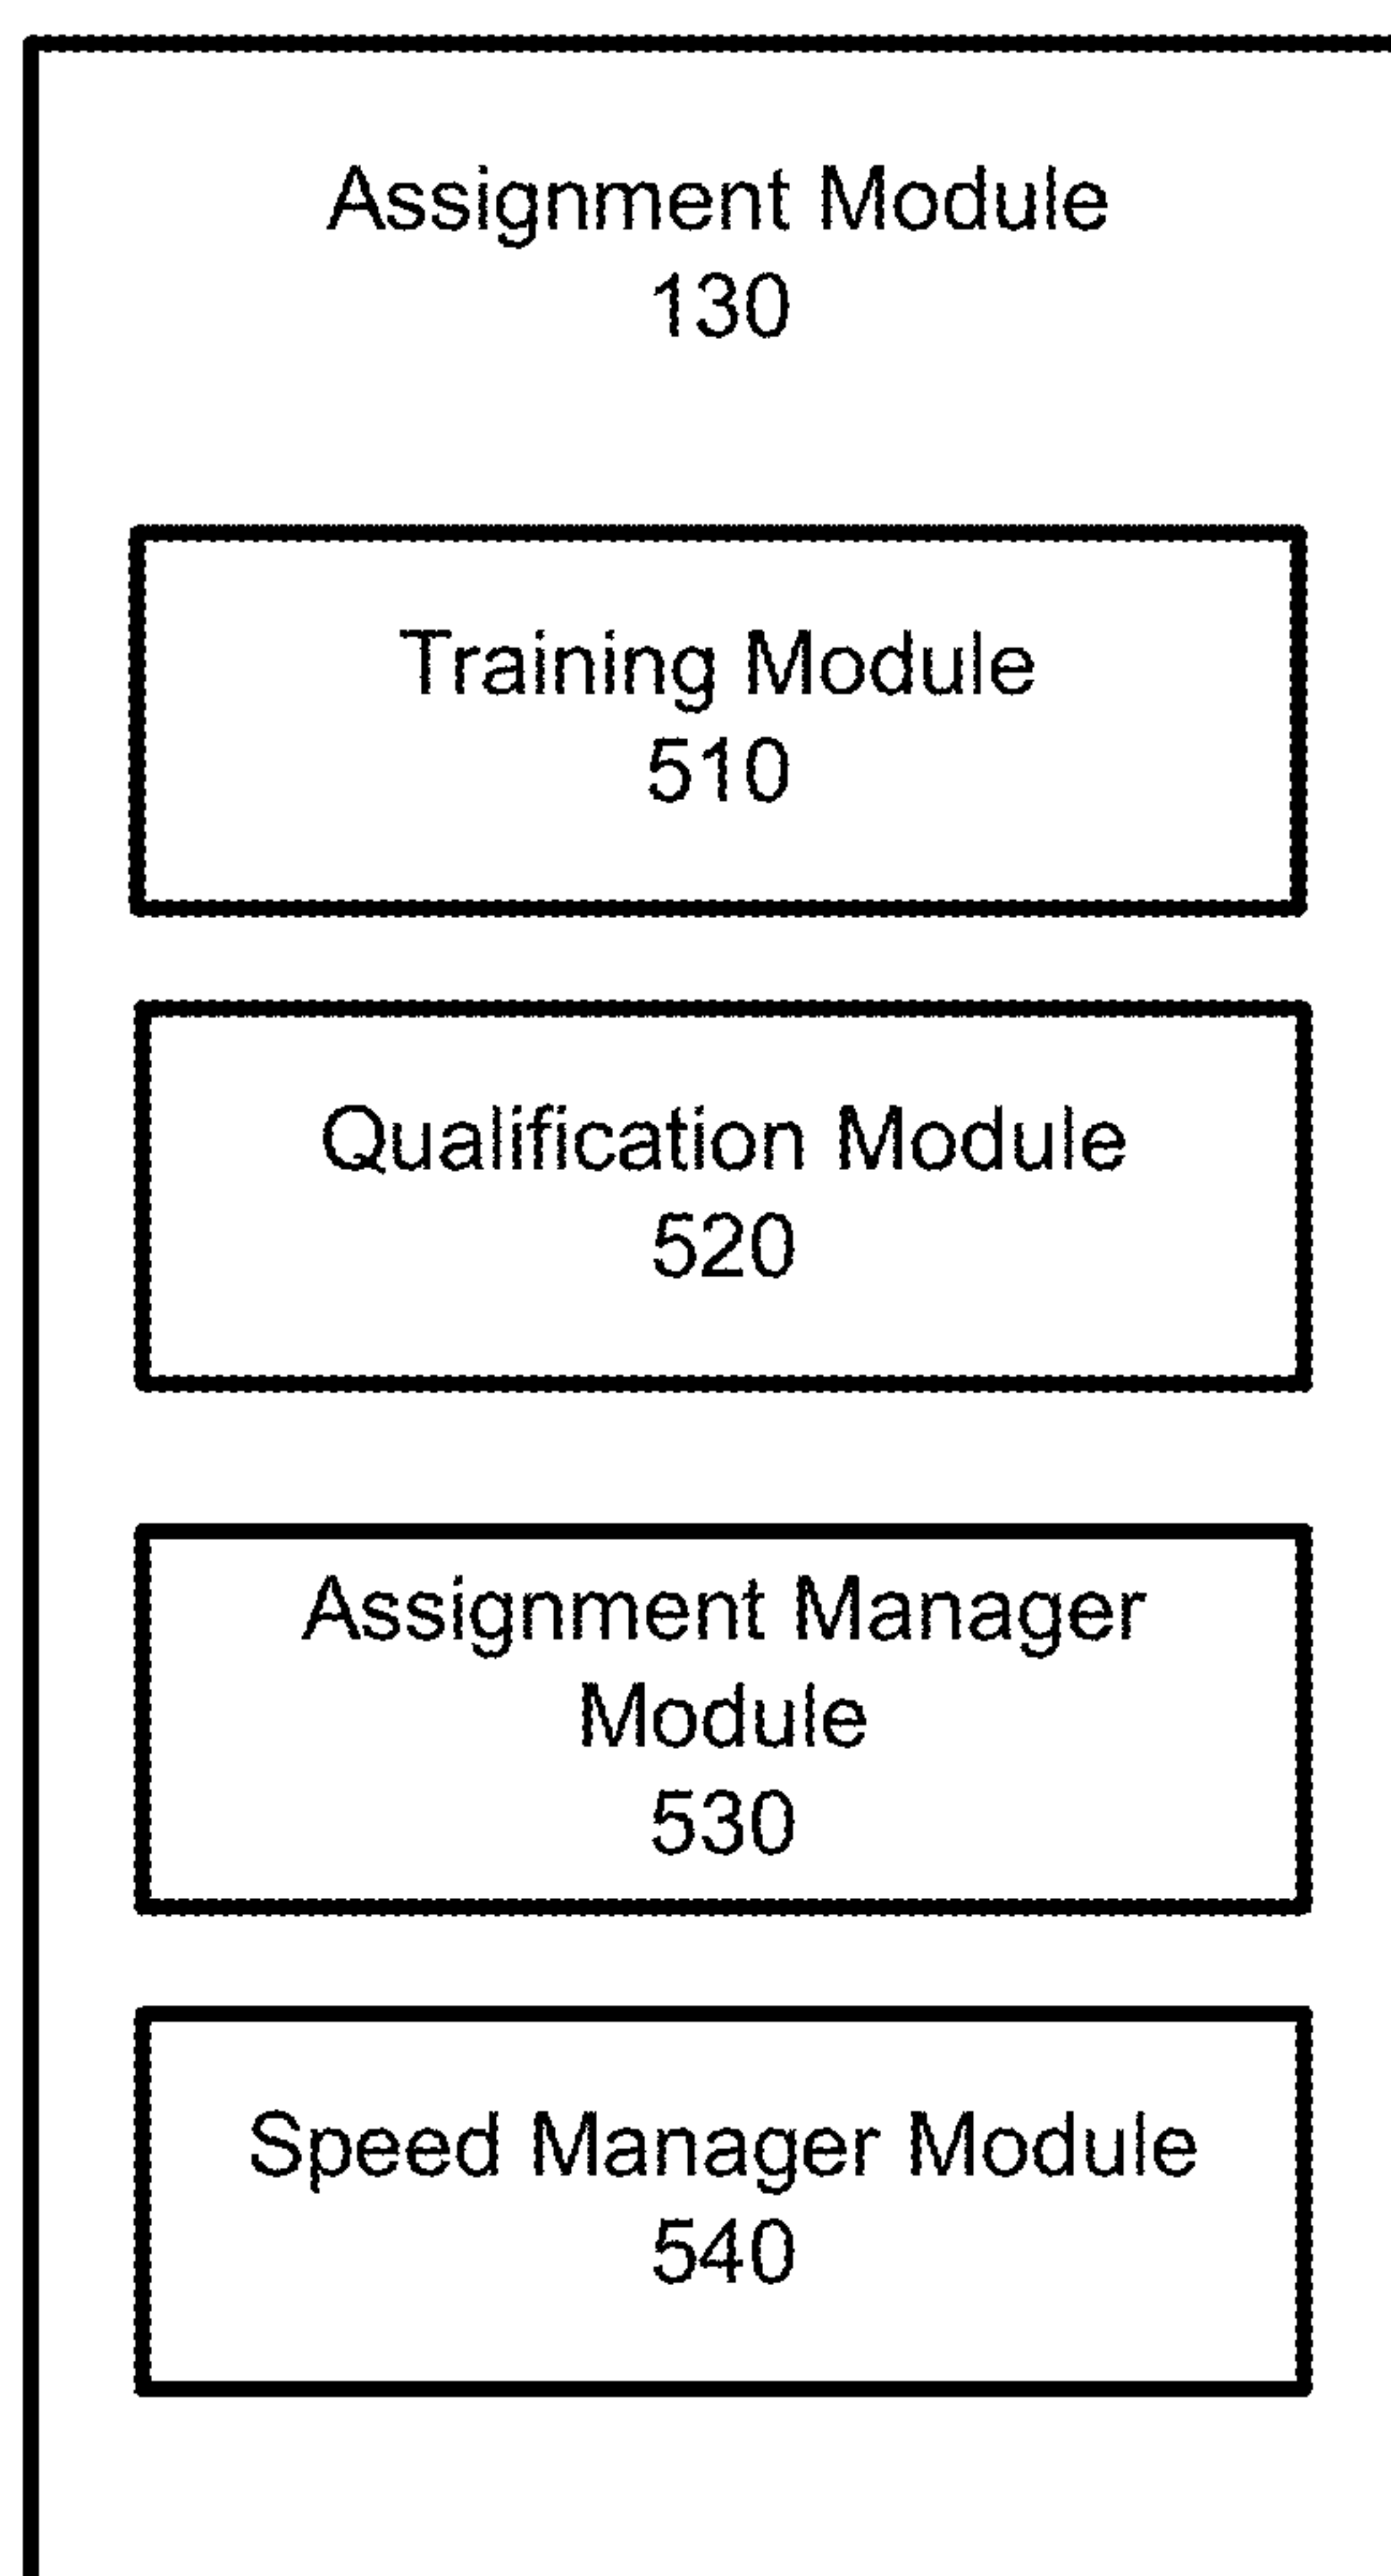 Assignment Module
130
Training Module
510
Qualification Module
520
Assignment Manager
Module
530
Speed Manager Module
540